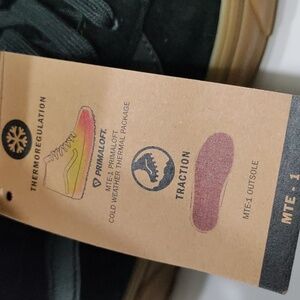 THERMOREGULATION
PRIMALOFT.
MTE-1 PRIMALOFT
COLD WEATHER THERMAL PACKAGE
TRACTION
MTE-1 OUTSOLE
MTE - 1